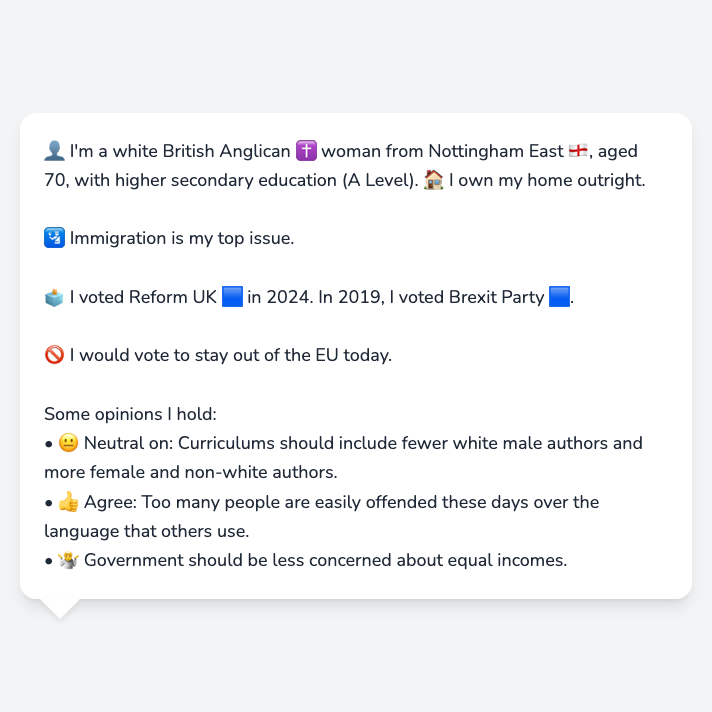 👤 I'm a white British Anglican ✝️ woman from Nottingham East 🏴󠁧󠁢󠁥󠁮󠁧󠁿, aged
70, with higher secondary education (A Level). 🏠 I own my home outright.
🛂 Immigration is my top issue.
🗳️ I voted Reform UK 🟦 in 2024. In 2019, I voted Brexit Party 🟦.
🚫 I would vote to stay out of the EU today.
Some opinions I hold:
• 😐 Neutral on: Curriculums should include fewer white male authors and
more female and non-white authors.
• 👍 Agree: Too many people are easily offended these days over the
language that others use.
• 🤷 Government should be less concerned about equal incomes.